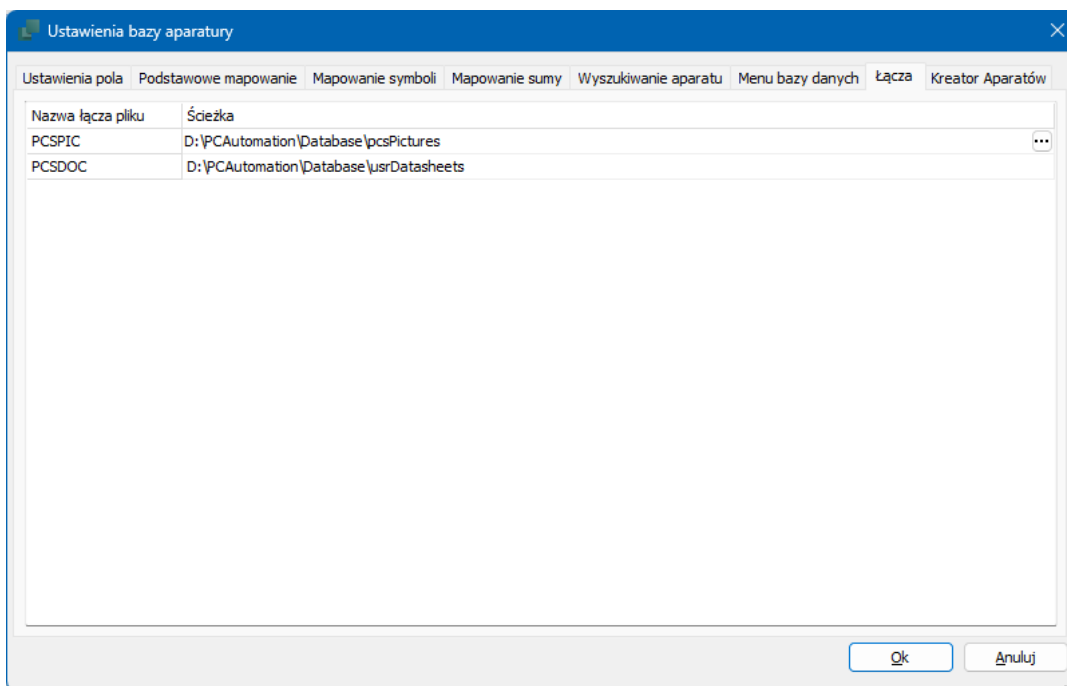 Ustawienia bazy aparatury
Ustawienia pola Podstawowe mapowanie Mapowanie symboli Mapowanie sumy Wyszukiwanie aparatu Menu bazy danych Łącza Kreator Aparatów
Nazwa łącza pliku Ścieżka
PCSPIC D:\PCAutomation\Database\pcsPictures ...
PCSDOC D:\PCAutomation\Database\usrDatasheets
Ok Anuluj